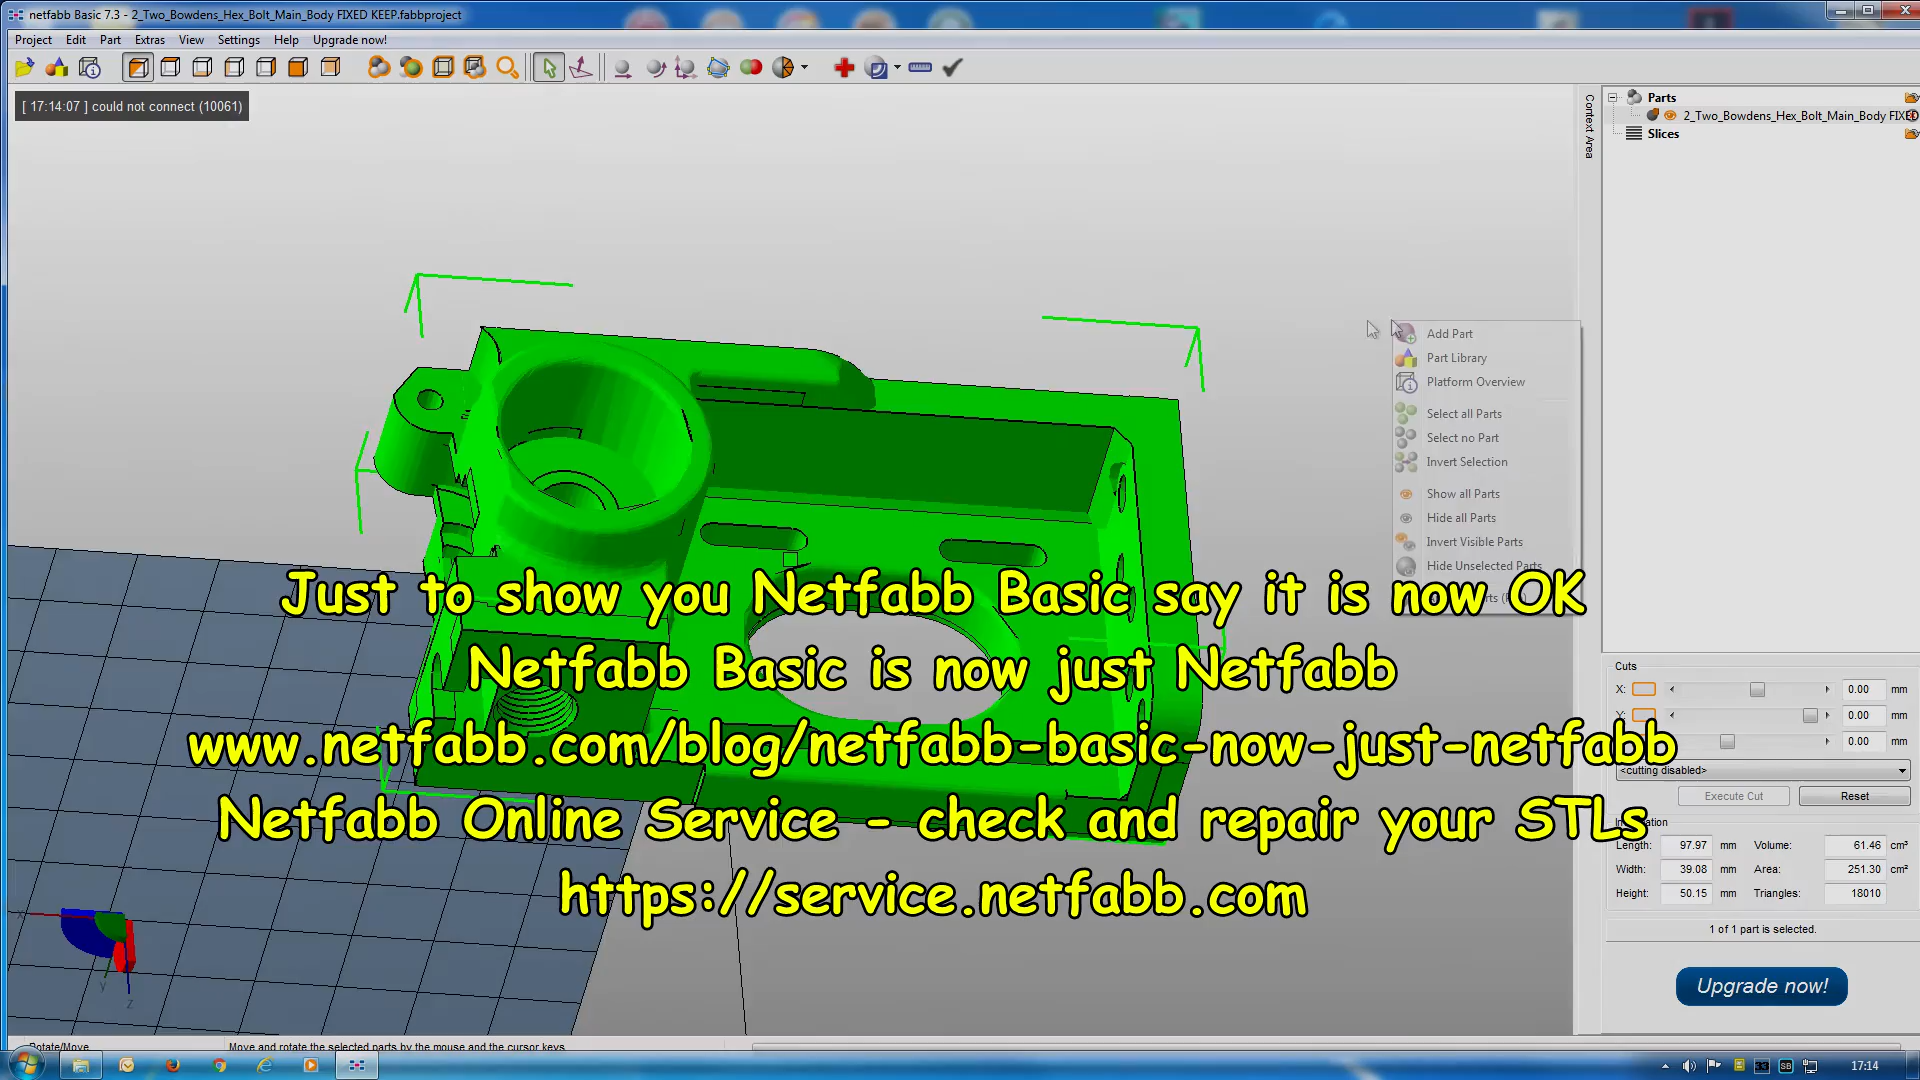 netfabb Basic 7.3 - 2_Two_Bowdens_Hex_Bolt_Main_Body FIXED KEEP.fabbproject
Project Edit Part Extras View Settings Help Upgrade now!
[ 17:14:07 ] could not connect (10061)
Context Area
Parts
2_Two_Bowdens_Hex_Bolt_Main_Body FIXED
Slices
Add Part
Part Library
Platform Overview
Select all Parts
Select no Part
Invert Selection
Show all Parts
Hide all Parts
Invert Visible Parts
Hide Unselected Parts
Just to show you Netfabb Basic say it is now OK
Netfabb Basic is now just Netfabb
www.netfabb.com/blog/netfabb-basic-now-just-netfabb
Netfabb Online Service - check and repair your STLs
https://service.netfabb.com
Cuts
X: 0.00 mm
Y: 0.00 mm
0.00 mm
<cutting disabled>
Execute Cut Reset
Length: 97.97 mm Volume: 61.46 cm³
Width: 39.08 mm Area: 251.30 cm²
Height: 50.15 mm Triangles: 18010
1 of 1 part is selected.
Upgrade now!
X
Y
Z
Rotate/Move Move and rotate the selected parts by the mouse and the cursor keys
17:14